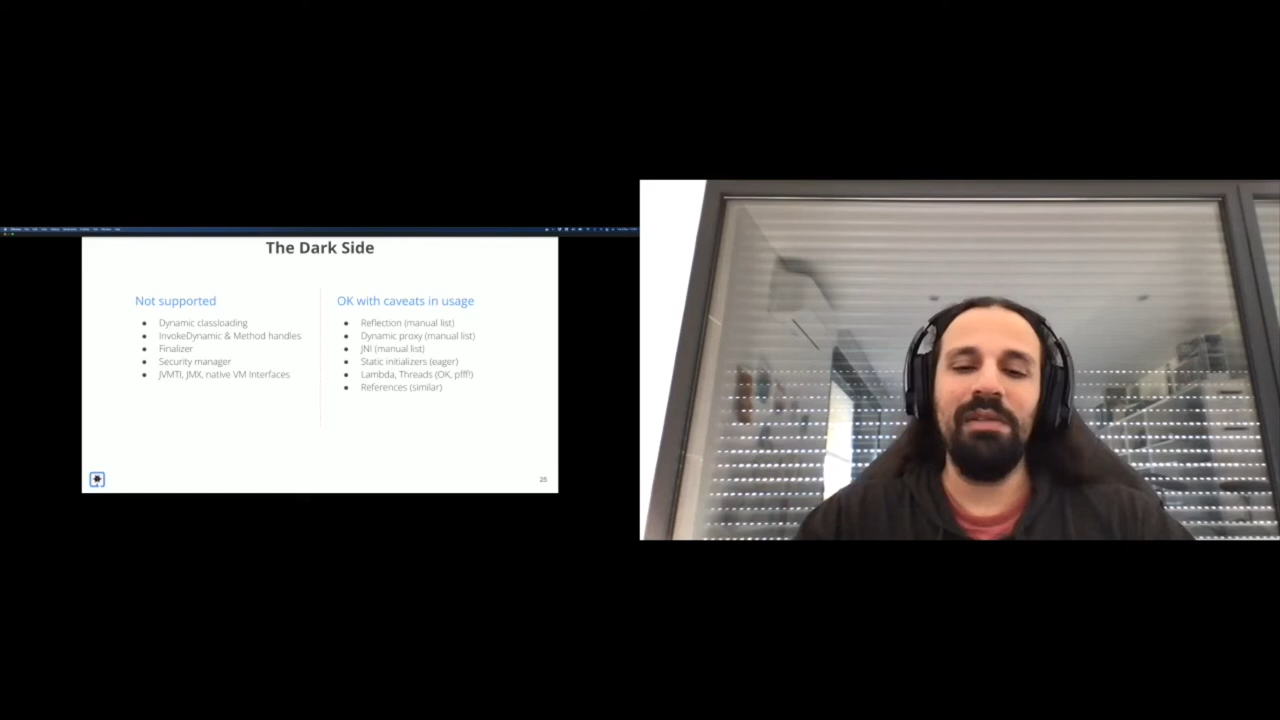 The Dark Side
Not supported
Dynamic classloading
InvokeDynamic & Method handles
Finalizer
Security manager
JVMTI, JMX, native VM Interfaces
OK with caveats in usage
Reflection (manual list)
Dynamic proxy (manual list)
JNI (manual list)
Static initializers (eager)
Lambda, Threads (OK, pfff!)
References (similar)
25